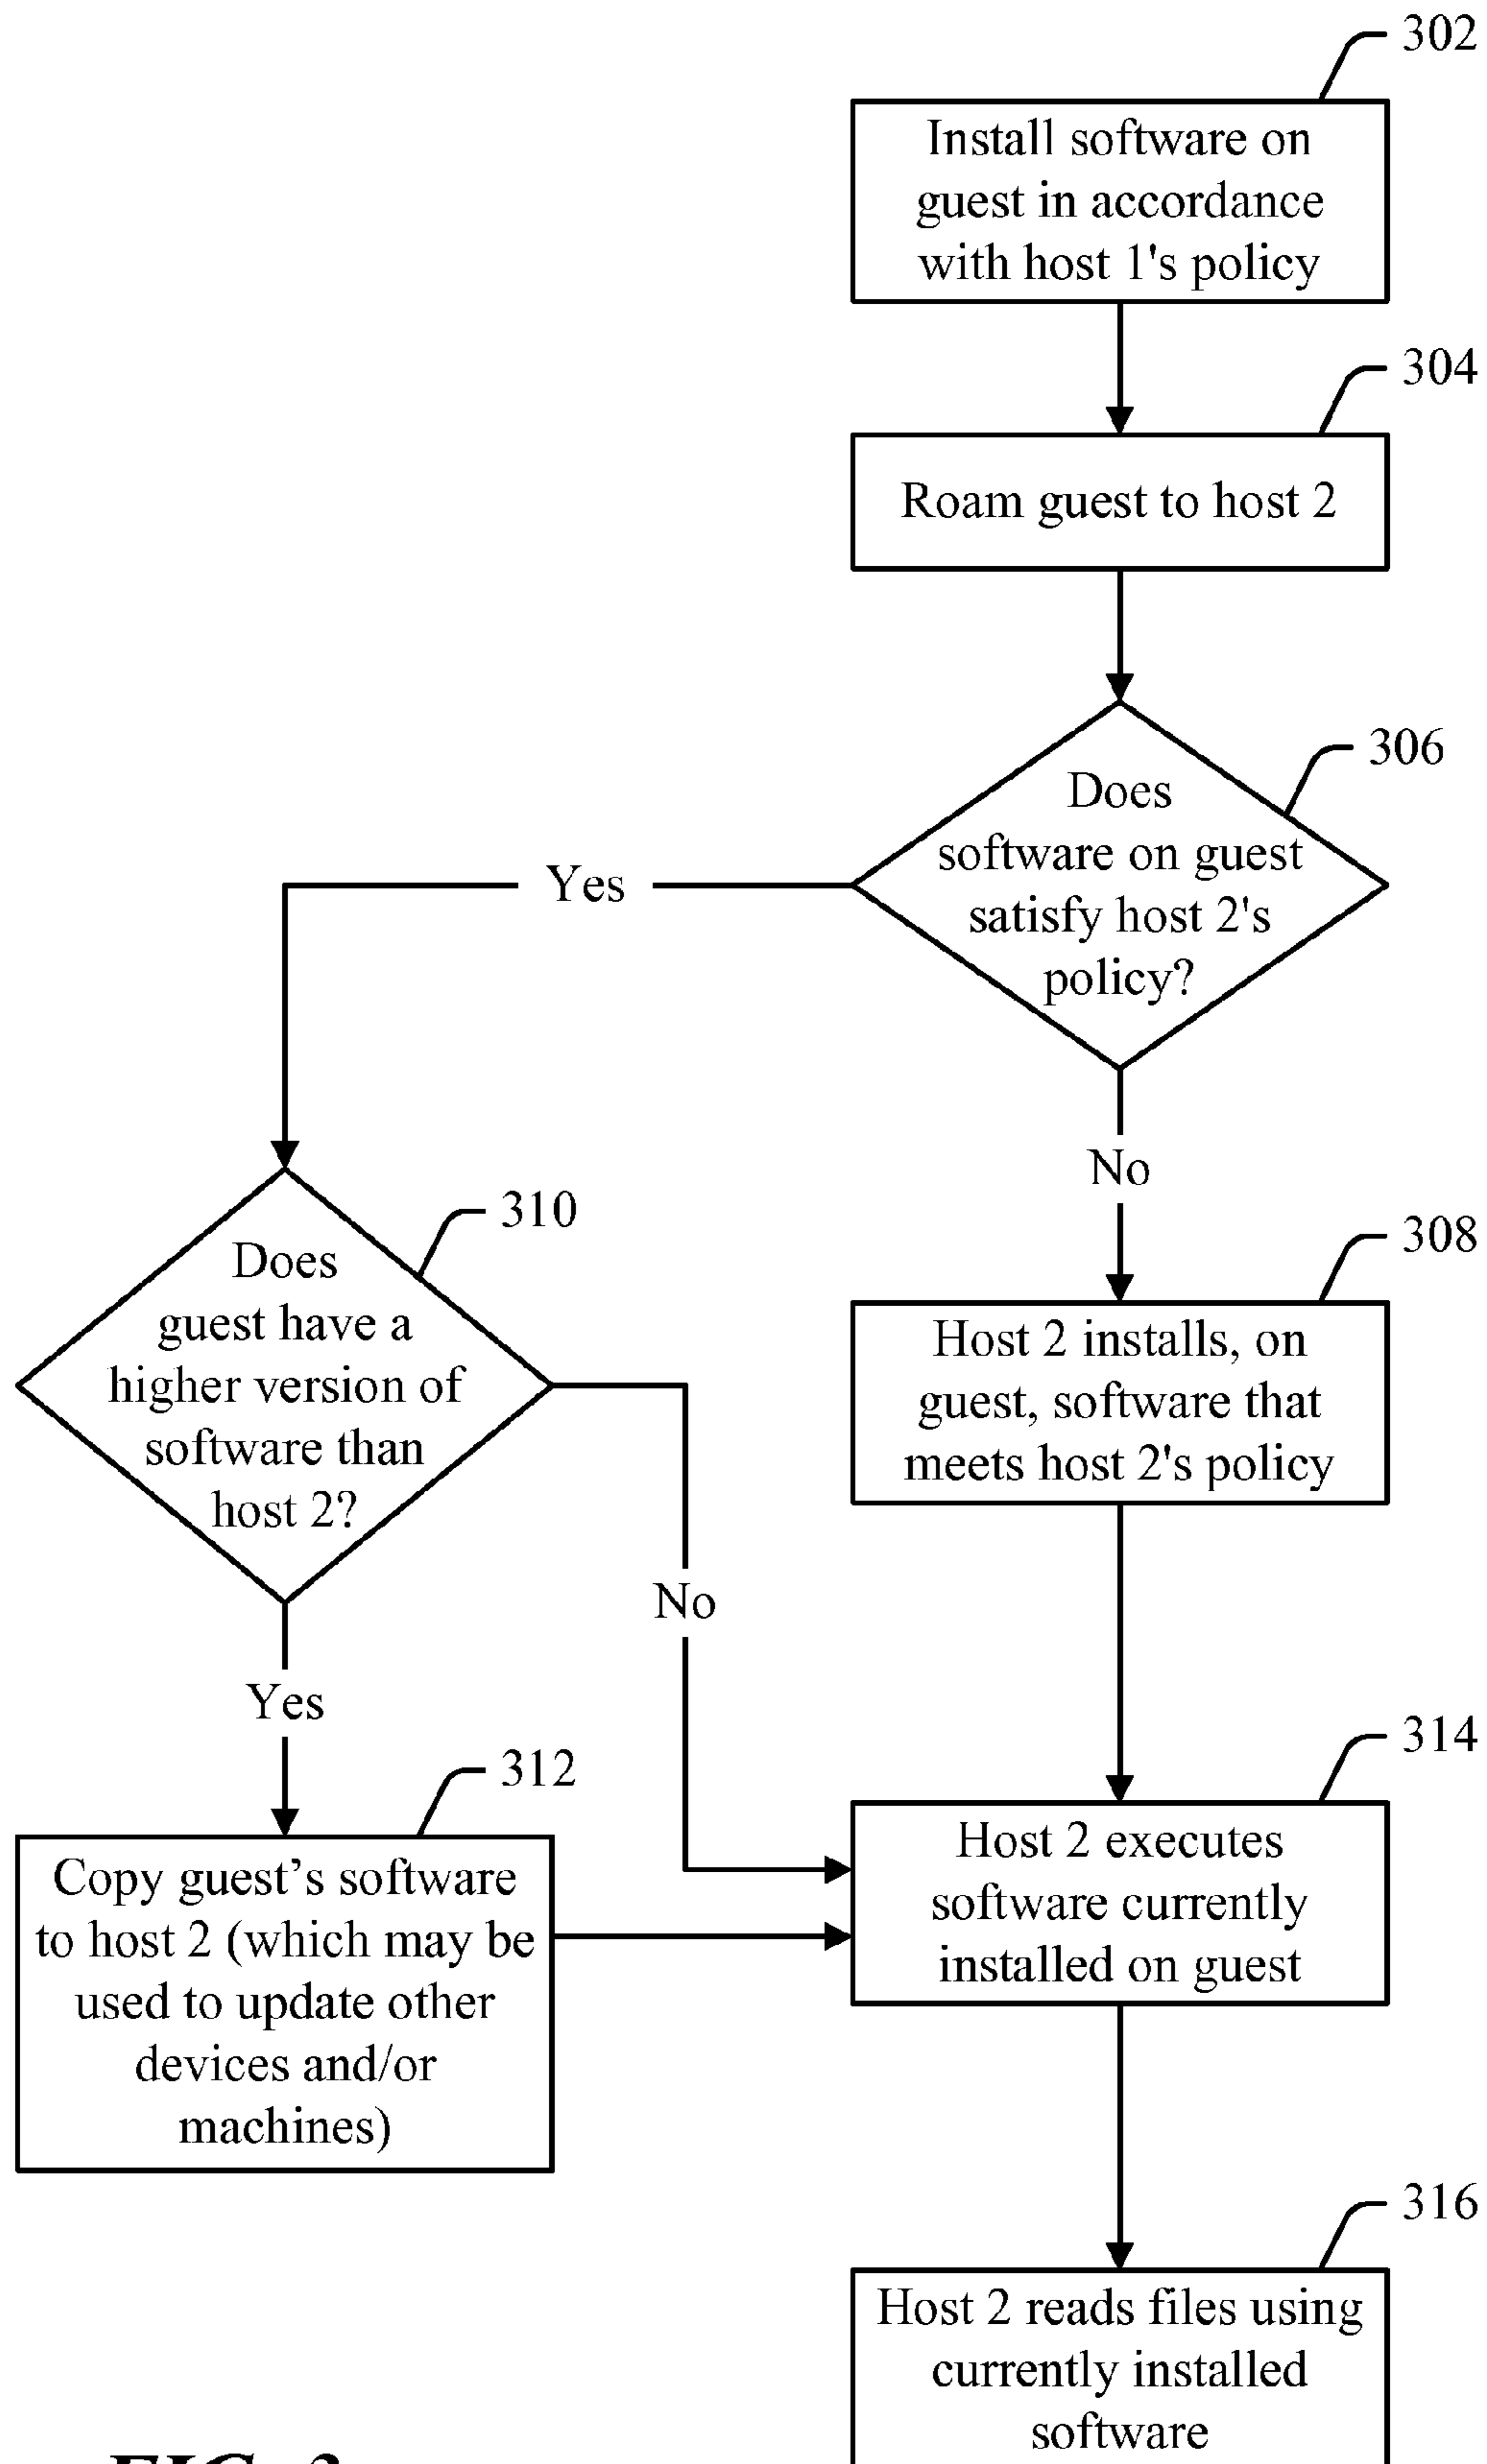 302
Install software on
guest in accordance
with host 1's policy
304
Roam guest to host 2
306
Does
software on guest
satisfy host 2's
policy?
Yes
No
310
Does
guest have a
higher version of
software than
host 2?
308
Host 2 installs, on
guest, software that
meets host 2's policy
No
Yes
312
Copy guest’s software
to host 2 (which may be
used to update other
devices and/or
machines)
314
Host 2 executes
software currently
installed on guest
316
Host 2 reads files using
currently installed
software